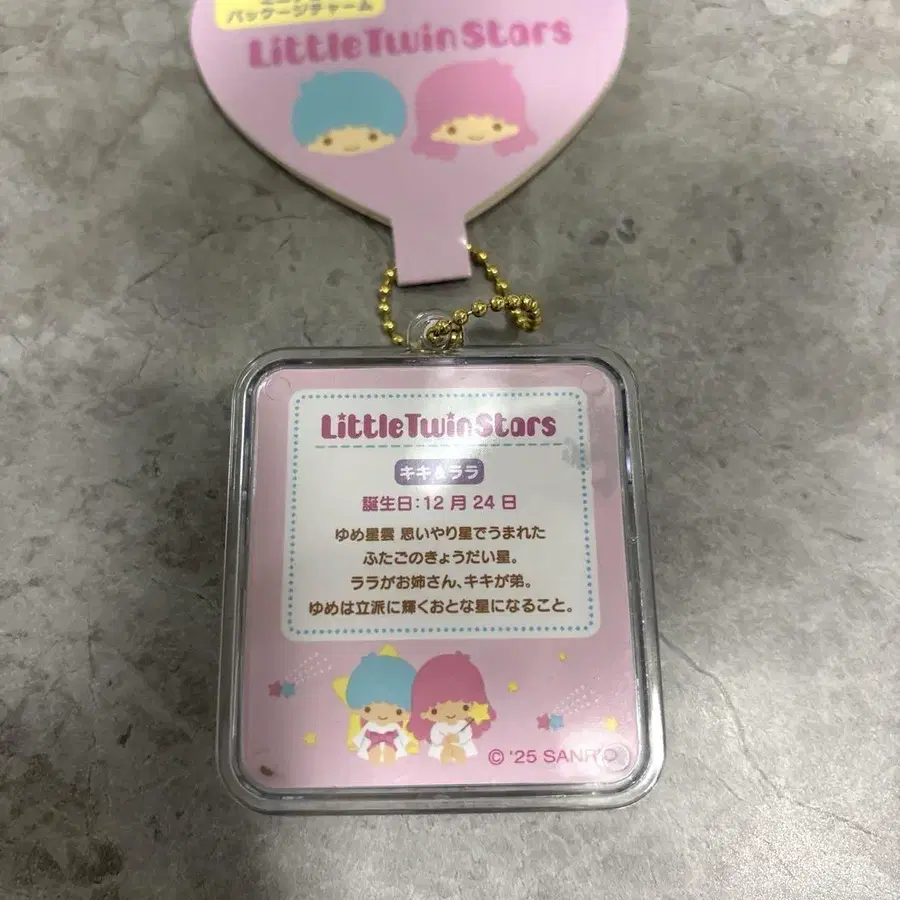 パッケージチャーム
LittleTwinStars
LittleTwinStars
キキ&ララ
誕生日:12月24日
ゆめ星雲 思いやり星でうまれた
ふたごのきょうだい星。
ララがお姉さん、キキが弟。
ゆめは立派に輝くおとな星になること。
© '25 SANRIO